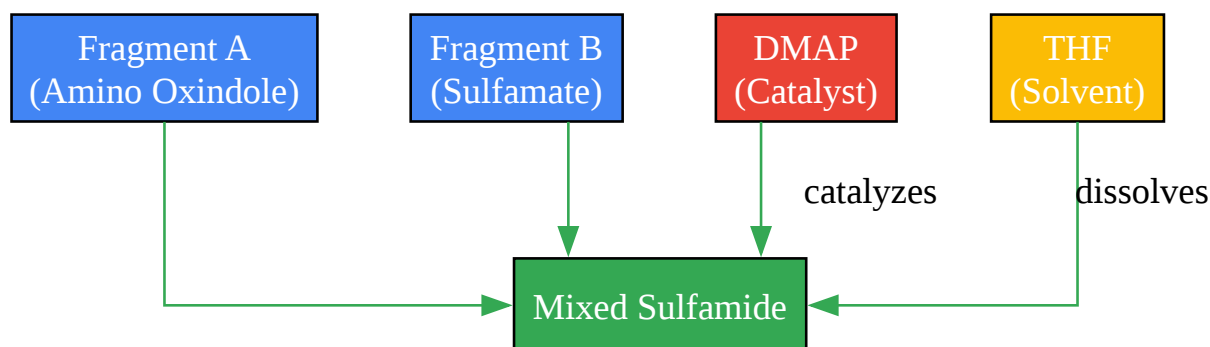 Fragment A
(Amino Oxindole)
Fragment B
(Sulfamate)
DMAP
(Catalyst)
THF
(Solvent)
catalyzes
dissolves
Mixed Sulfamide